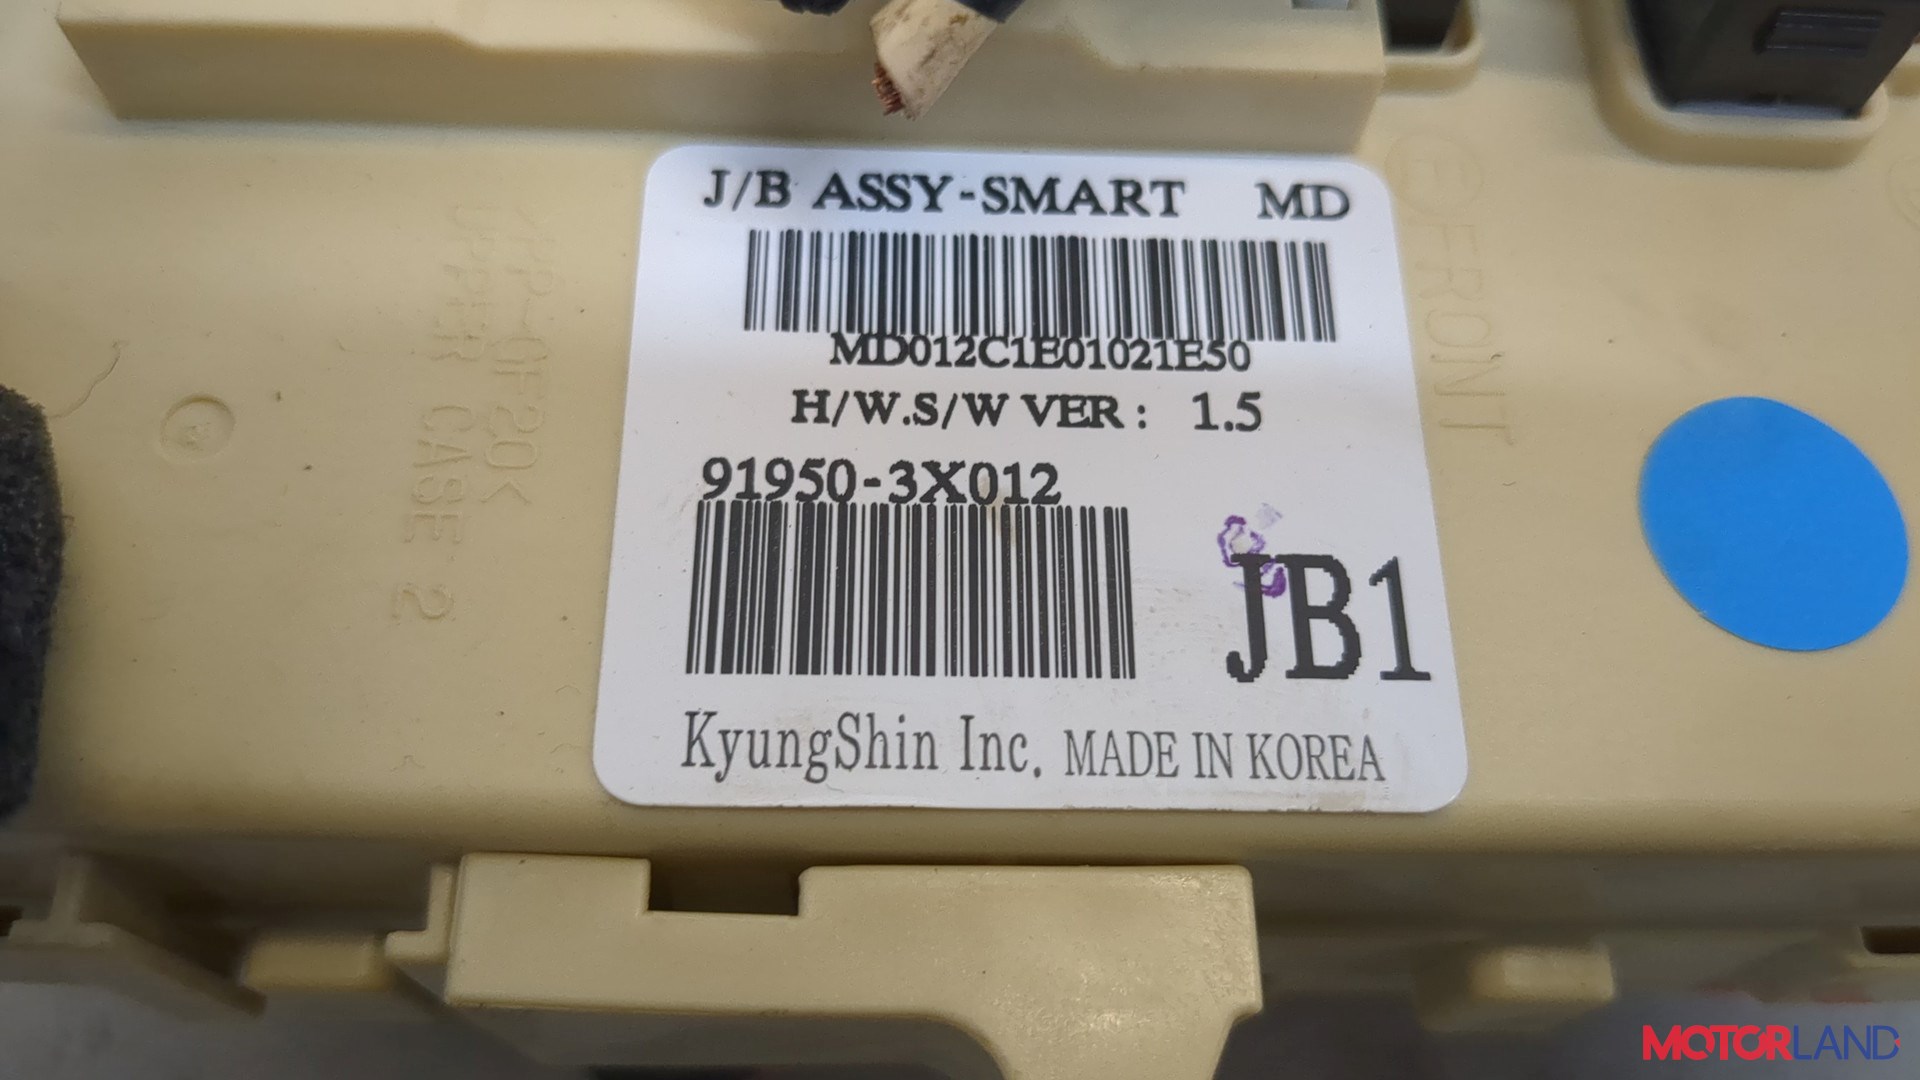 J/B ASSY-SMART MD
MD012C1E01021E50
H/W.S/W VER : 1.5
91950-3X012
JB1
KyungShin Inc. MADE IN KOREA
FRONT
UPPER CASE 2
MOTORLAND